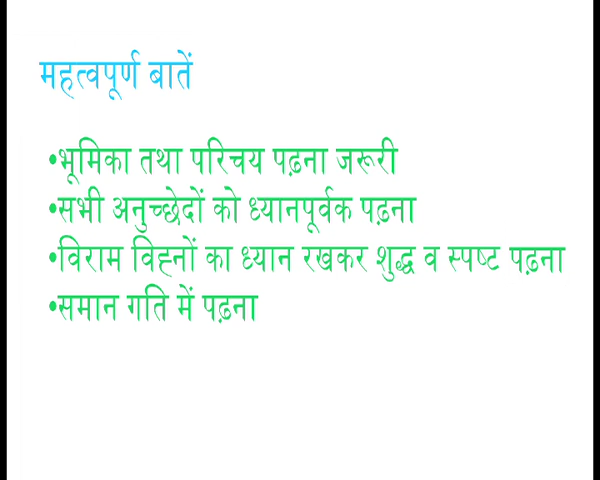 महत्वपूर्ण बातें
•भूमिका तथा परिचय पढ़ना जरूरी
•सभी अनुच्छेदों को ध्यानपूर्वक पढ़ना
•विराम विह्नों का ध्यान रखकर शुद्ध व स्पष्ट पढ़ना
•समान गति में पढ़ना